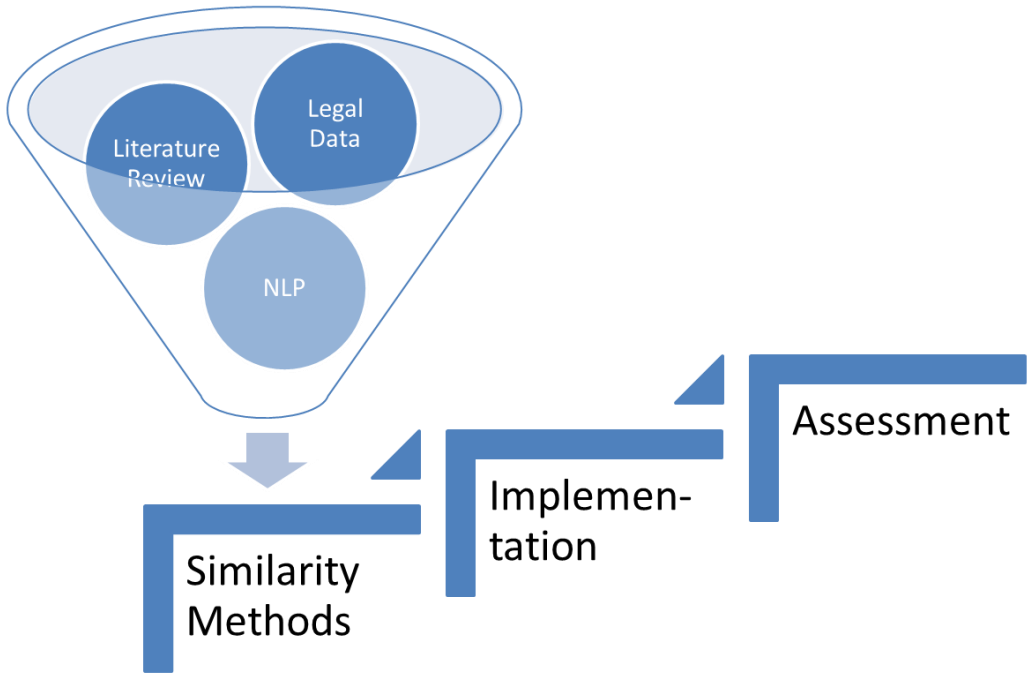 Legal
Data
Literature
Review
NLP
Assessment
Implemen-
tation
Similarity
Methods